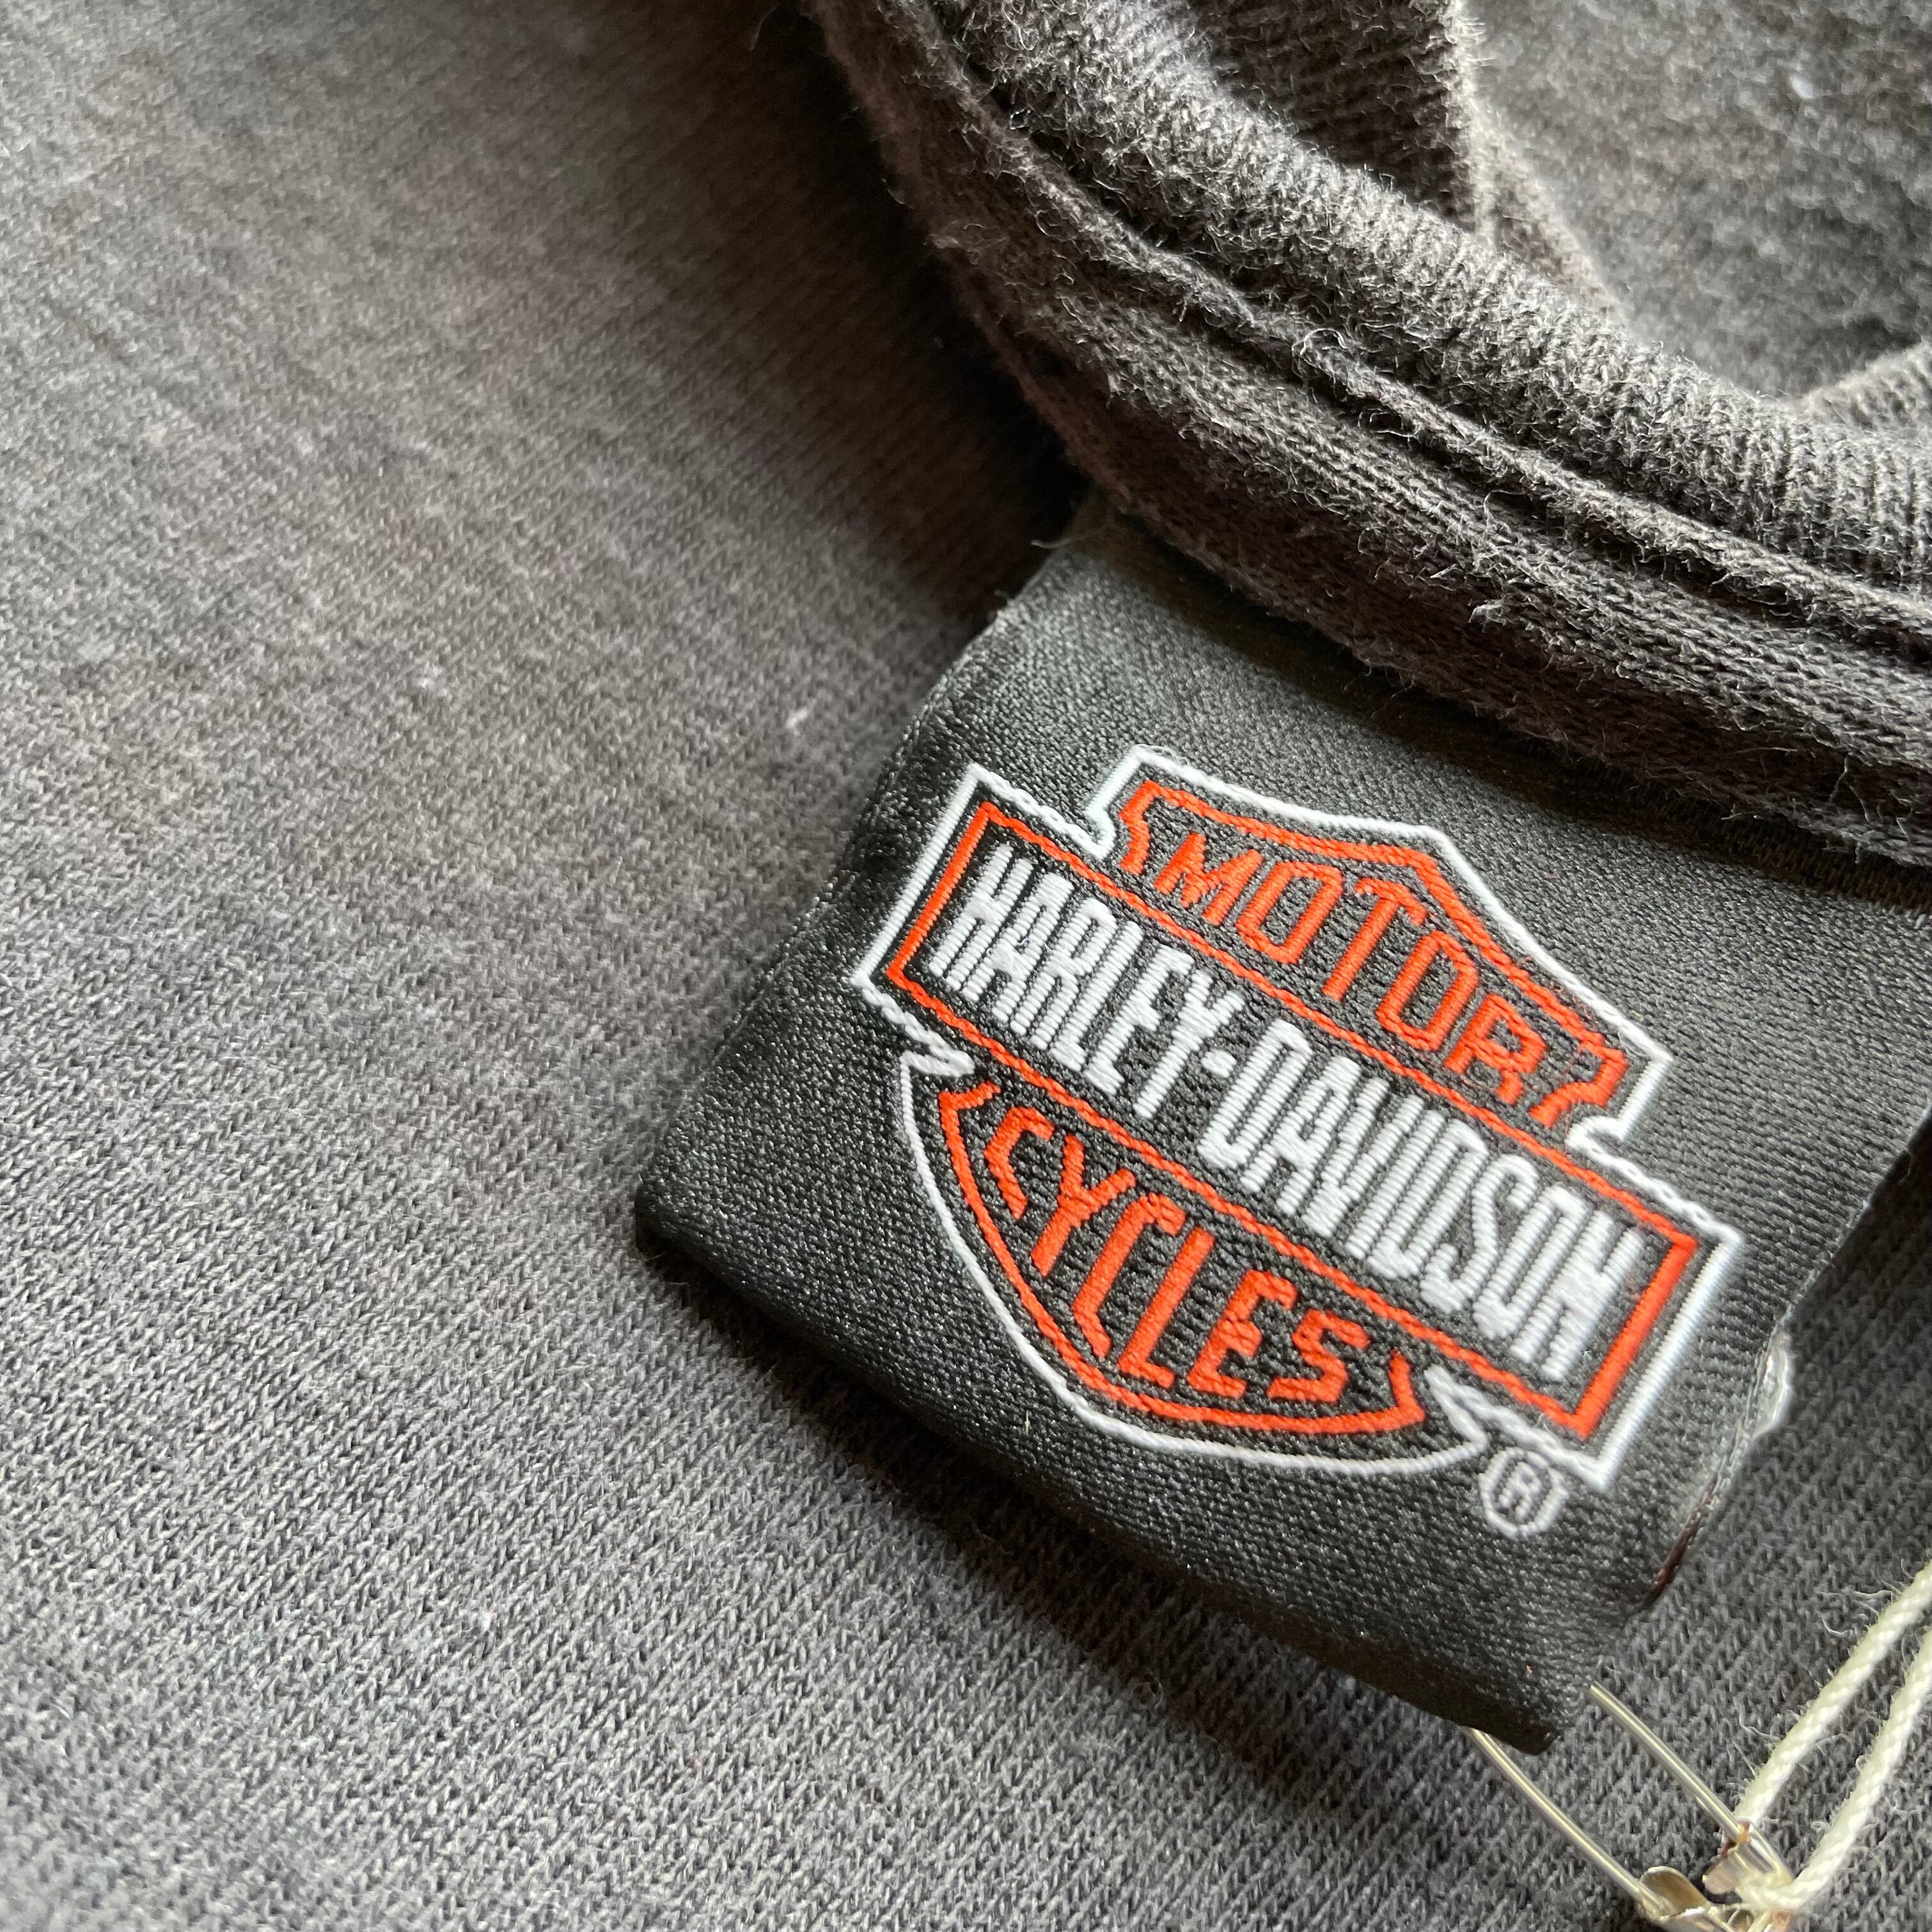 MOTOR
HARLEY-DAVIDSON
CYCLES
®